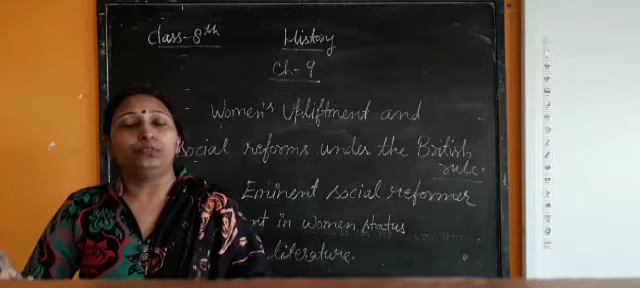 Class-8th
History
Ch-9
Women's Upliftment and
social reforms under the British
rule.
Eminent social reformer
nt in women status
literature.